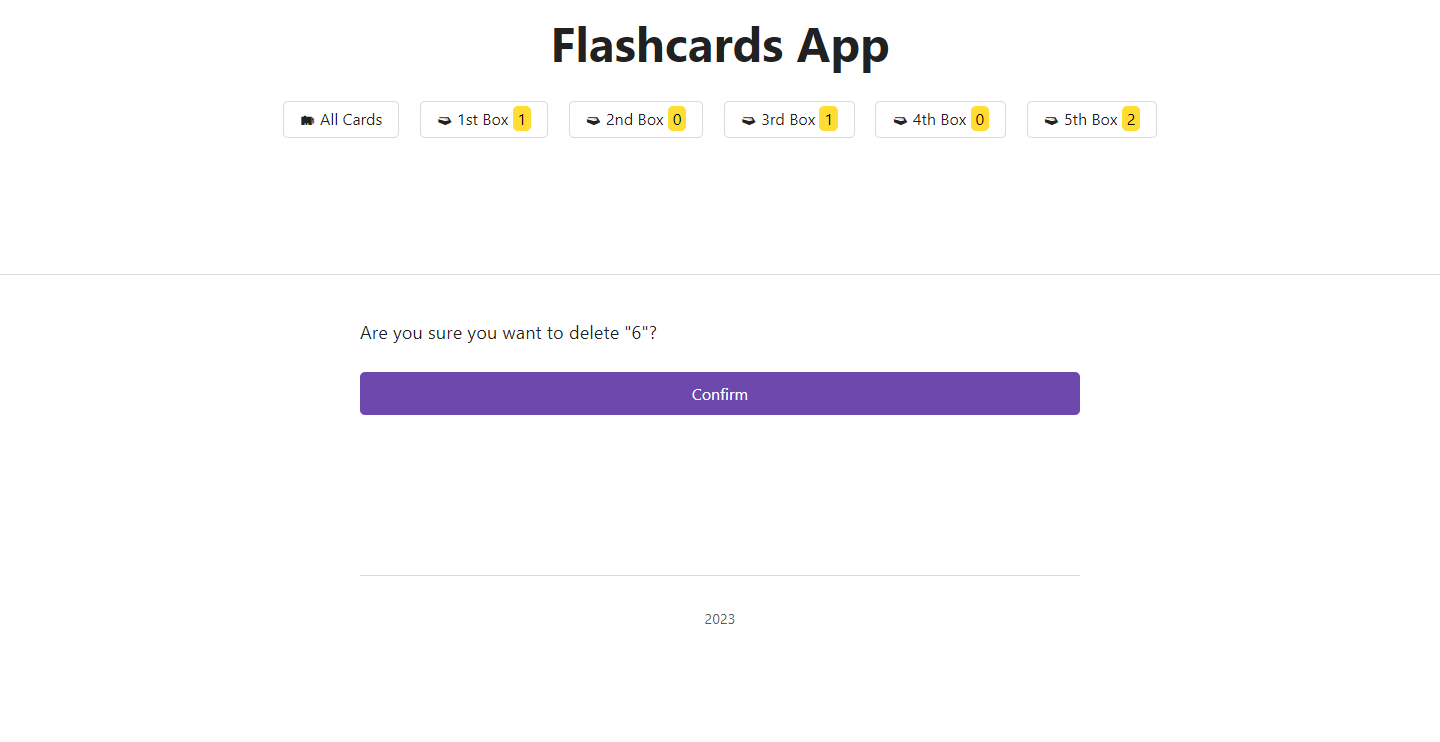 Flashcards App
All Cards 1st Box 1 2nd Box 0 3rd Box 1 4th Box 0 5th Box 2
Are you sure you want to delete "6"?
Confirm
2023